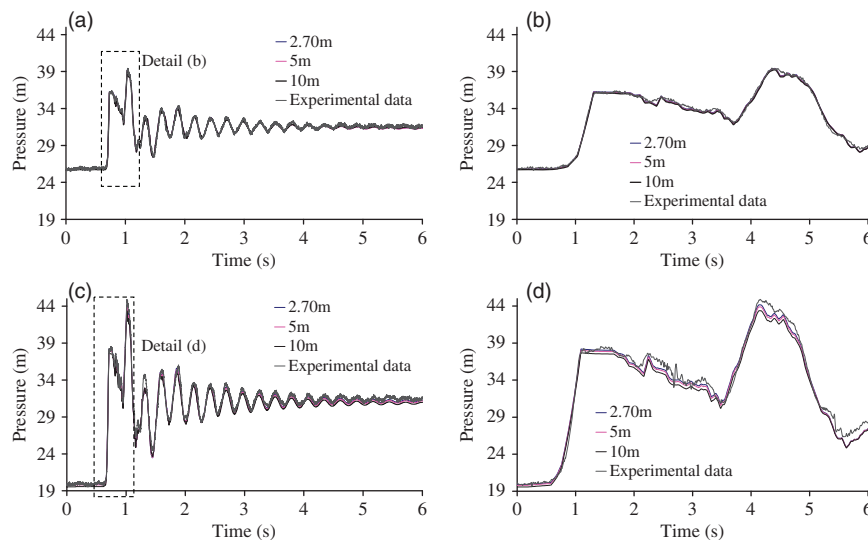 (a)
44
39
34
29
24
19
Pressure (m)
Detail (b)
2.70m
5m
10m
Experimental data
0 1 2 3 4 5 6
Time (s)
(b)
44
39
34
29
24
19
Pressure (m)
2.70m
5m
10m
Experimental data
0 1 2 3 4 5 6
Time (s)
(c)
44
39
34
29
24
19
Pressure (m)
Detail (d)
2.70m
5m
10m
Experimental data
0 1 2 3 4 5 6
Time (s)
(d)
44
39
34
29
24
19
Pressure (m)
2.70m
5m
10m
Experimental data
0 1 2 3 4 5 6
Time (s)